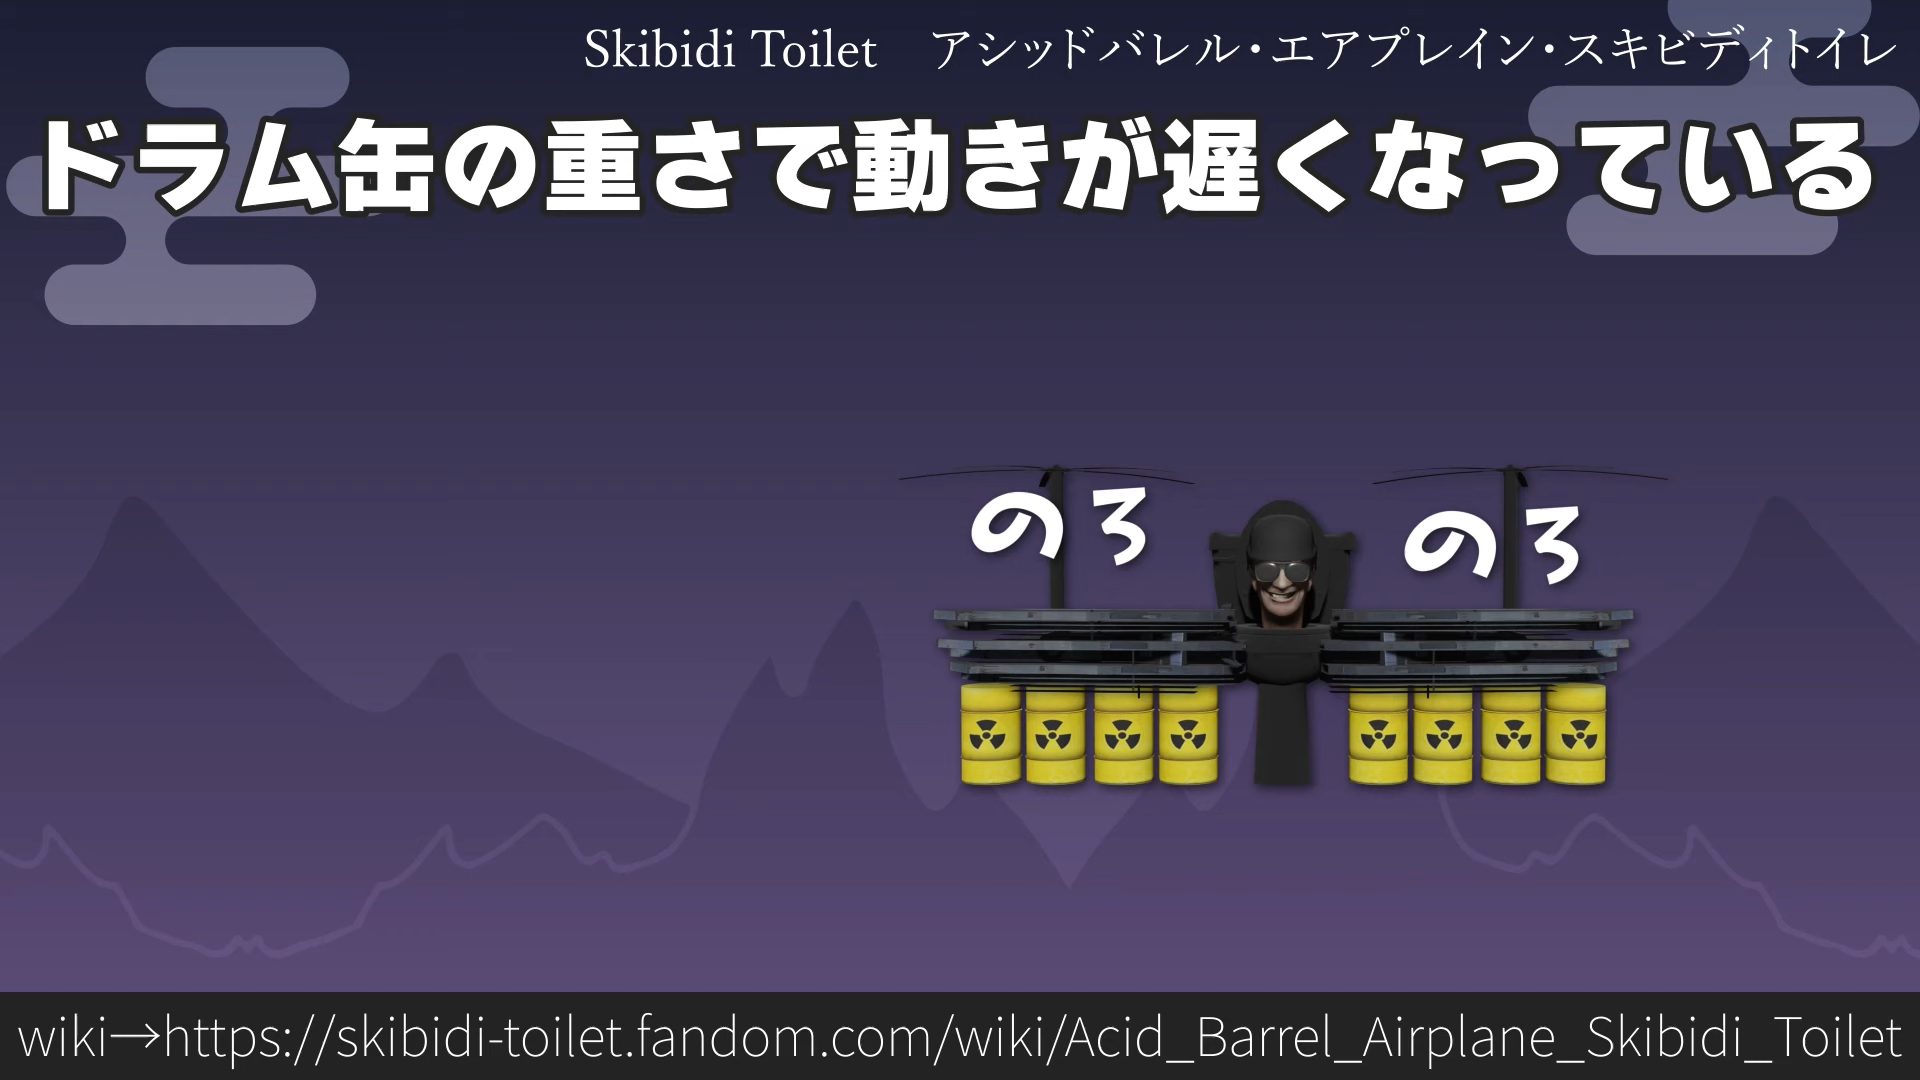 Skibidi Toilet　アシッドバレル・エアプレイン・スキビディトイレ
ドラム缶の重さで動きが遅くなっている
のろ のろ
wiki→https://skibidi-toilet.fandom.com/wiki/Acid_Barrel_Airplane_Skibidi_Toilet